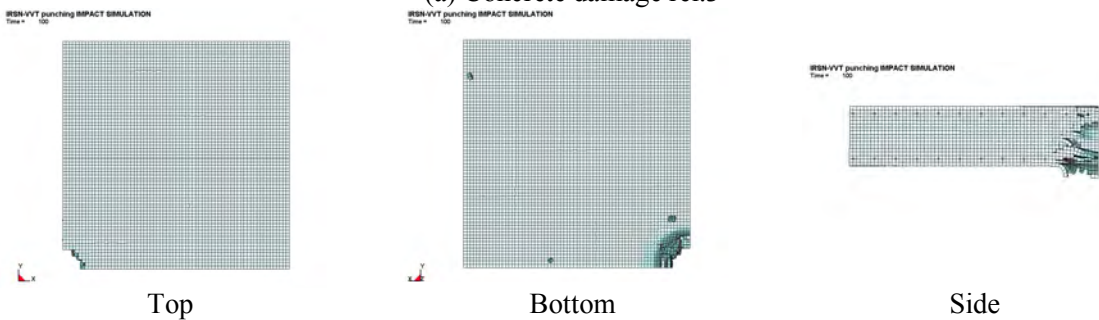 (a) Concrete damage relt3
IRSN-VVT punching IMPACT SIMULATION
Time = 100
IRSN-VVT punching IMPACT SIMULATION
Time = 100
IRSN-VVT punching IMPACT SIMULATION
Time = 100
Y
X
Y
X Z
Top
Bottom
Side